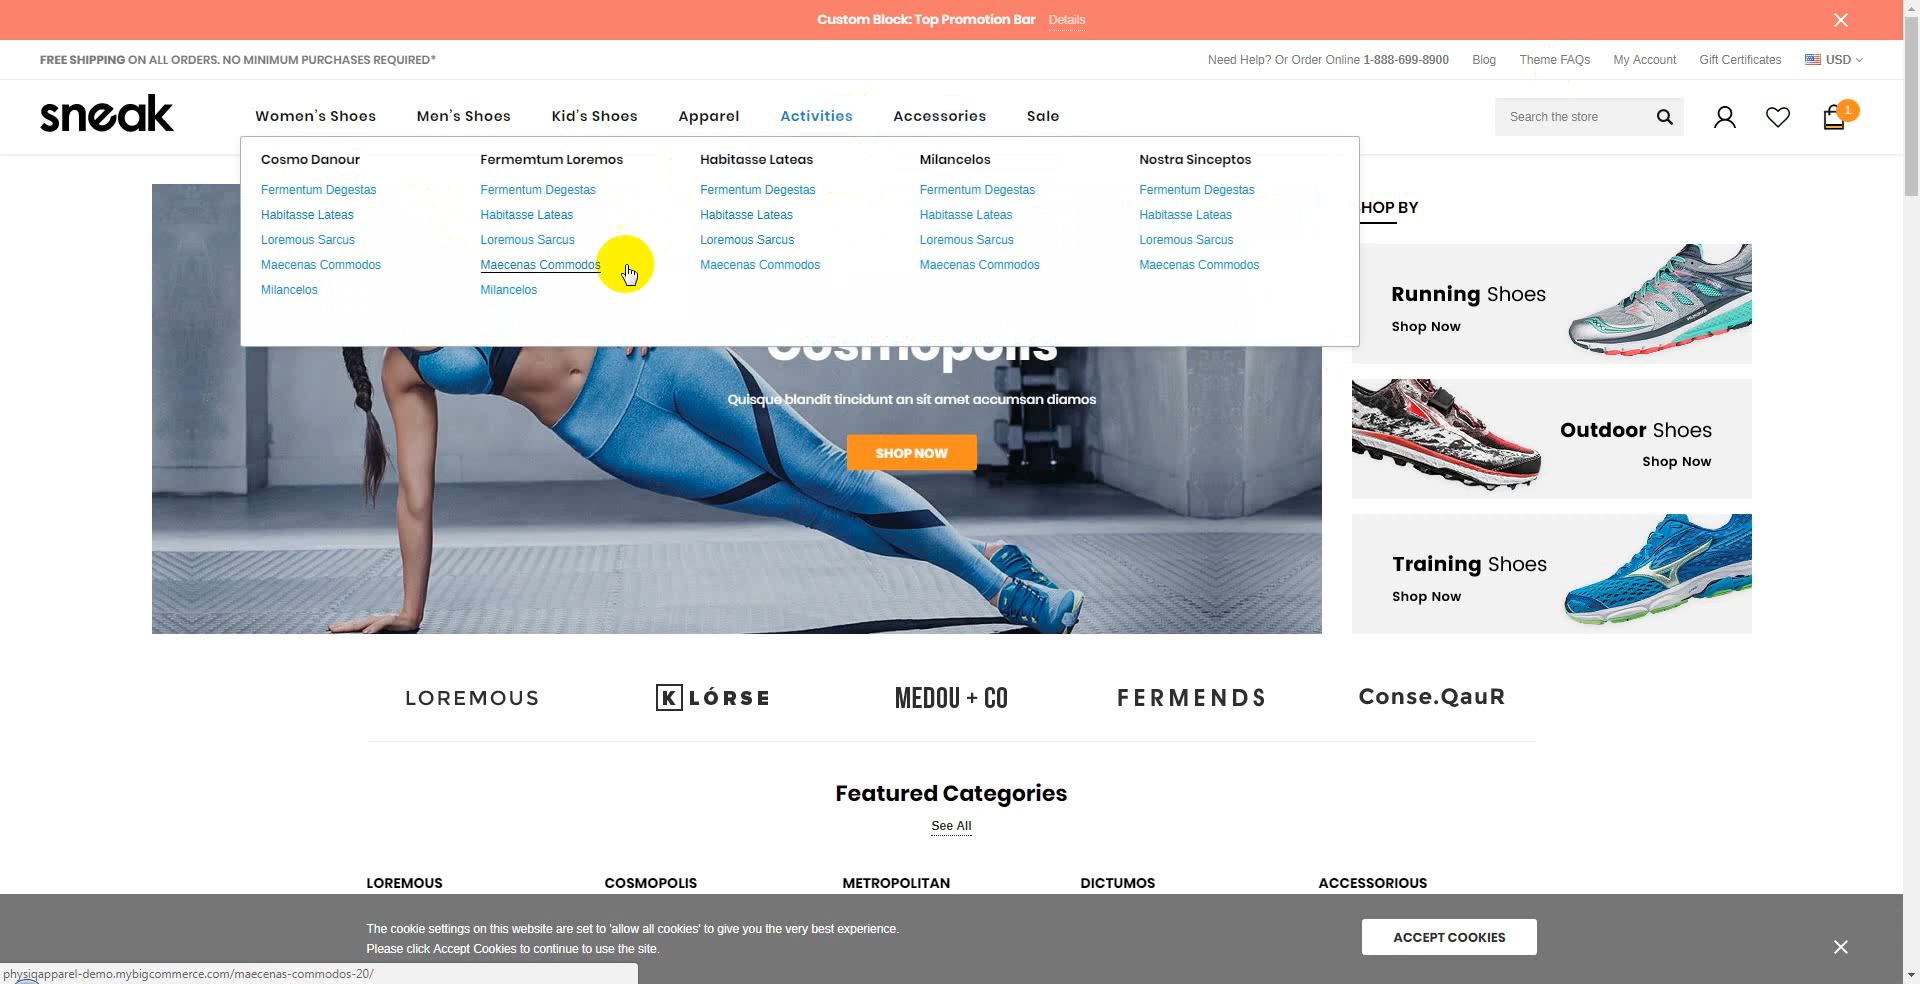 Custom Block: Top Promotion Bar Details
FREE SHIPPING ON ALL ORDERS. NO MINIMUM PURCHASES REQUIRED*
Need Help? Or Order Online 1-888-699-8900 Blog Theme FAQs My Account Gift Certificates USD
sneak
Women's Shoes Men's Shoes Kid's Shoes Apparel Activities Accessories Sale
Search the store
1
Cosmo Danour Fermemtum Loremos Habitasse Lateas Milancelos Nostra Sinceptos
Fermentum Degestas Fermentum Degestas Fermentum Degestas Fermentum Degestas Fermentum Degestas
Habitasse Lateas Habitasse Lateas Habitasse Lateas Habitasse Lateas Habitasse Lateas
Loremous Sarcus Loremous Sarcus Loremous Sarcus Loremous Sarcus Loremous Sarcus
Maecenas Commodos Maecenas Commodos Maecenas Commodos Maecenas Commodos Maecenas Commodos
Milancelos Milancelos
HOP BY
Running Shoes
Shop Now
Cosmopolis
Quisque blandit tincidunt an sit amet accumsan diamos
SHOP NOW
Outdoor Shoes
Shop Now
Training Shoes
Shop Now
LOREMOUS K LÓRSE MEDOU + CO FERMENDS Conse.QauR
Featured Categories
See All
LOREMOUS COSMOPOLIS METROPOLITAN DICTUMOS ACCESSORIOUS
The cookie settings on this website are set to 'allow all cookies' to give you the very best experience.
Please click Accept Cookies to continue to use the site.
ACCEPT COOKIES
physiqapparel-demo.mybigcommerce.com/maecenas-commodos-20/